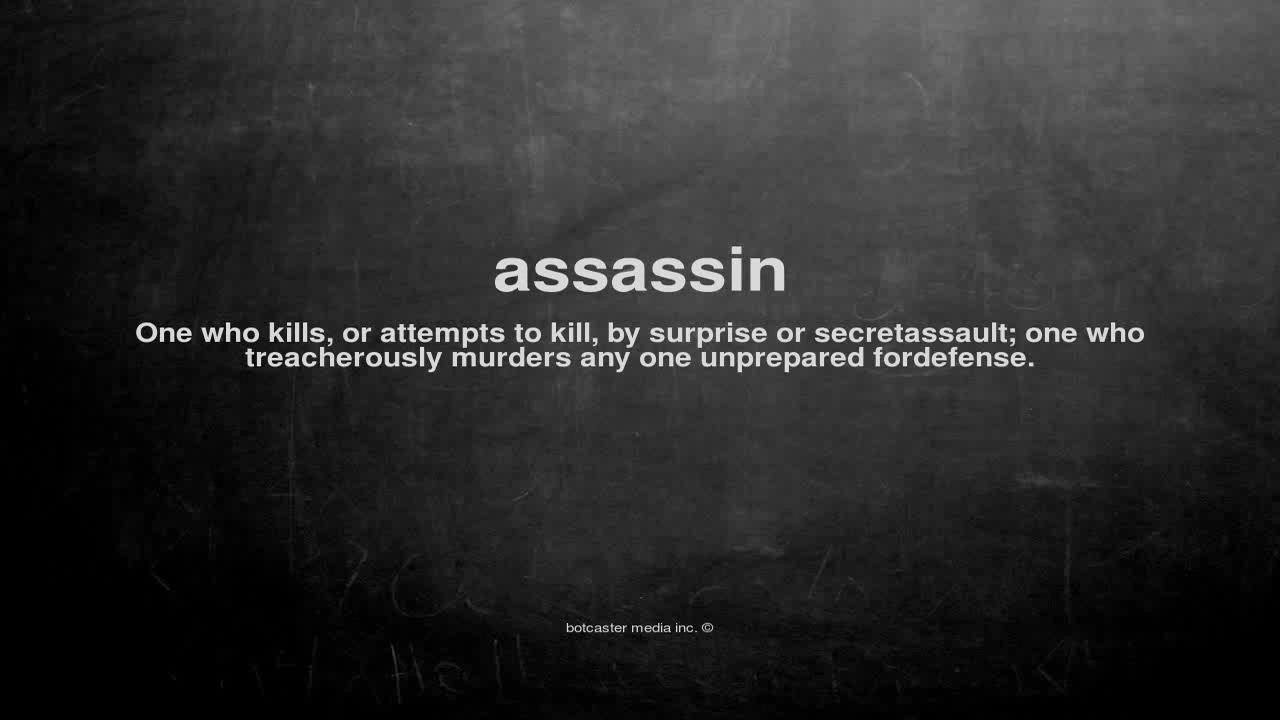 assassin
One who kills, or attempts to kill, by surprise or secretassault; one who
treacherously murders any one unprepared fordefense.
botcaster media inc. ©